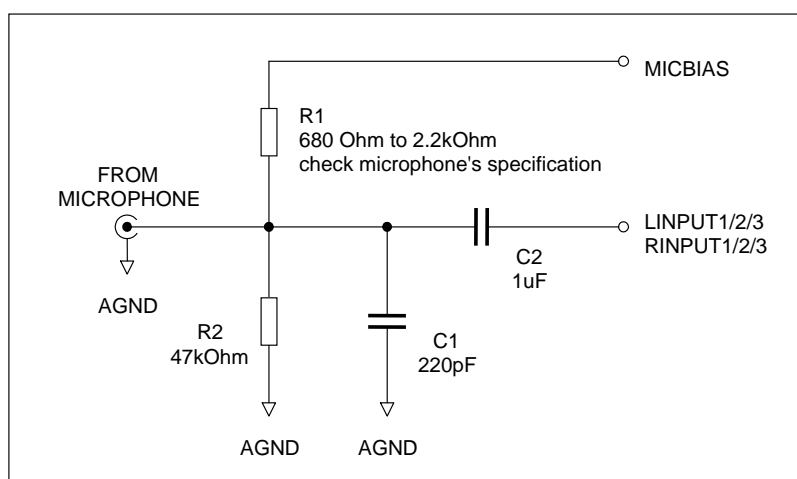 MICBIAS
R1
680 Ohm to 2.2kOhm
check microphone's specification
FROM
MICROPHONE
LINPUT1/2/3
RINPUT1/2/3
C2
1uF
AGND
R2
47kOhm
C1
220pF
AGND
AGND